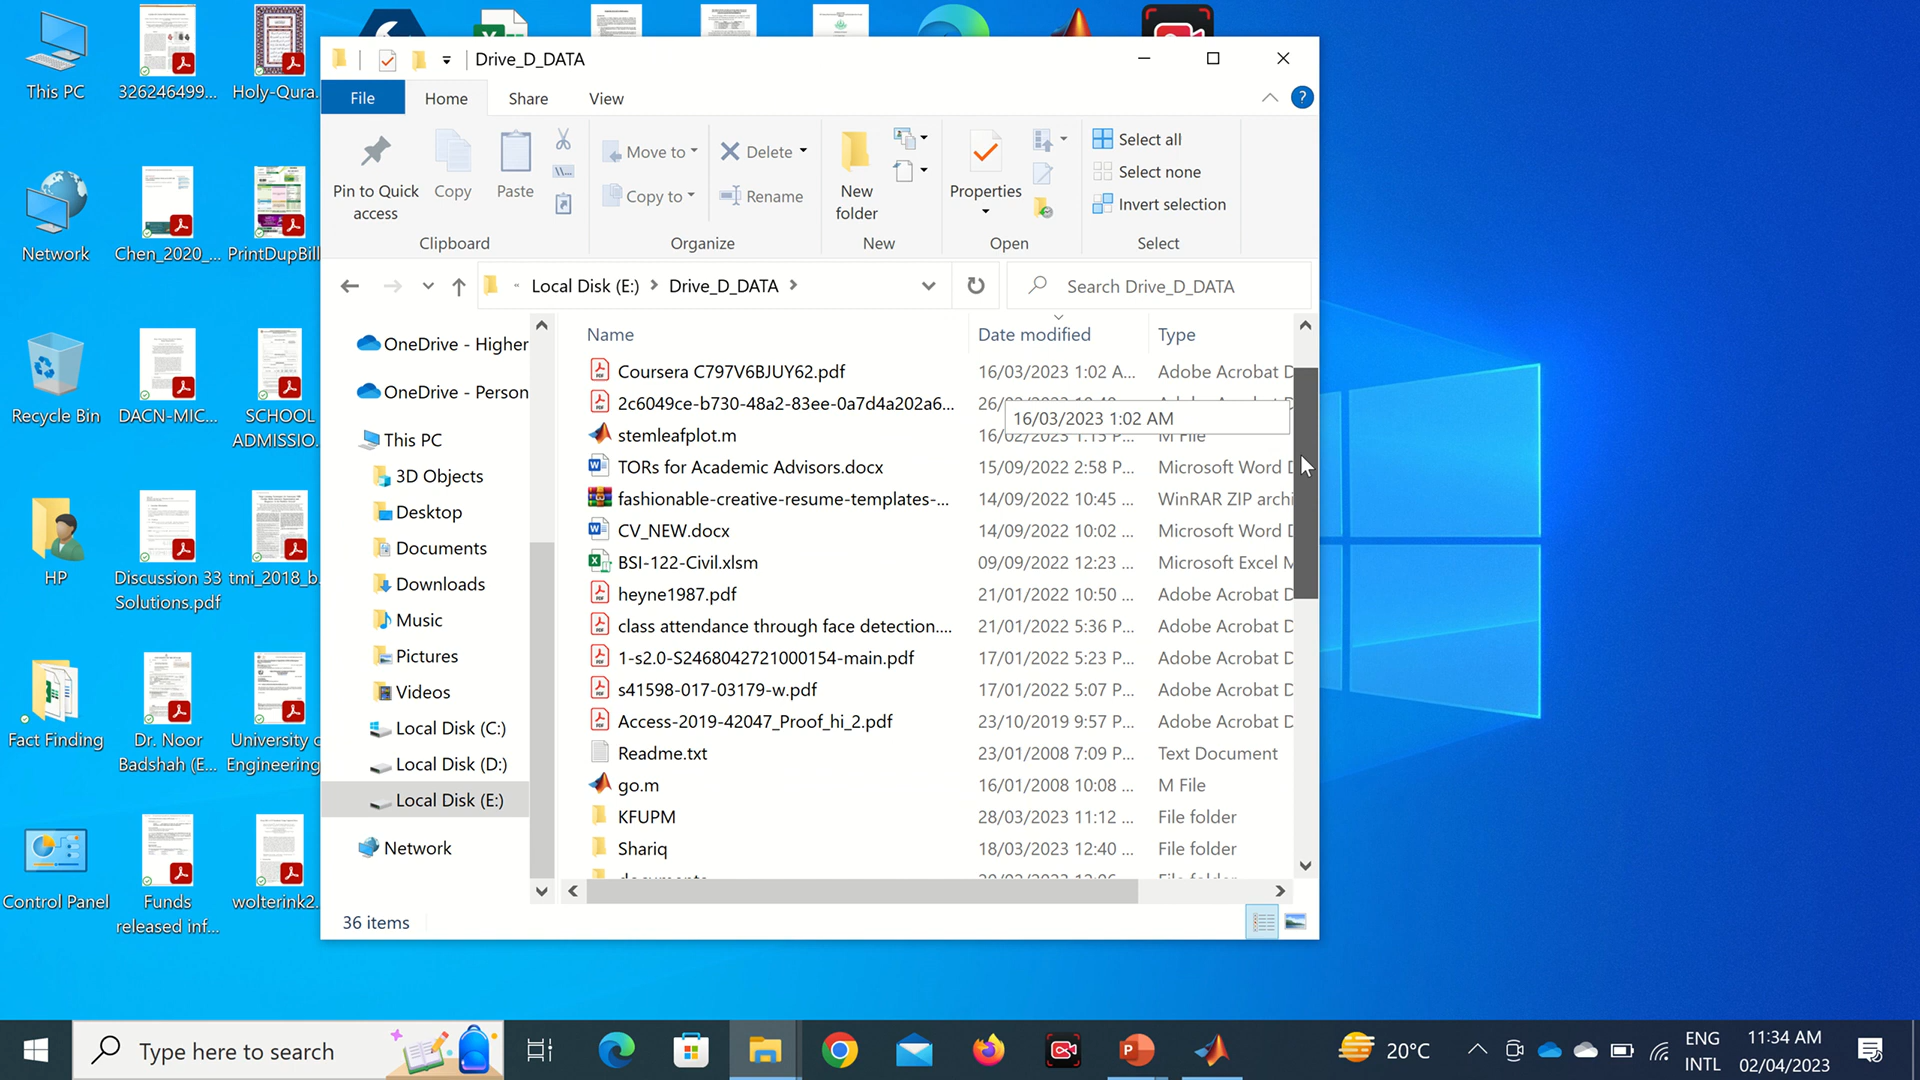 This PC
326246499...
Holy-Qura.
Network
Chen_2020_...
PrintDupBill
Recycle Bin
DACN-MIC...
SCHOOL
ADMISSIO.
HP
Discussion 33
Solutions.pdf
tmi_2018_b.
Fact Finding
Dr. Noor
Badshah (E...
University
Engineering
Control Panel
Funds
released inf...
wolterink2.
Drive_D_DATA
File
Home
Share
View
?
Pin to Quick
access
Copy
Paste
Clipboard
Move to
Copy to
Delete
Rename
Organize
New
folder
New
Properties
Open
Select all
Select none
Invert selection
Select
« Local Disk (E:) > Drive_D_DATA >
Search Drive_D_DATA
OneDrive - Higher
OneDrive - Person
This PC
3D Objects
Desktop
Documents
Downloads
Music
Pictures
Videos
Local Disk (C:)
Local Disk (D:)
Local Disk (E:)
Network
Name Date modified Type
Coursera C797V6BJUY62.pdf 16/03/2023 1:02 A... Adobe Acrobat D
2c6049ce-b730-48a2-83ee-0a7d4a202a6...
16/03/2023 1:02 AM
stemleafplot.m 16/02/2023 1:15 P... M File
TORs for Academic Advisors.docx 15/09/2022 2:58 P... Microsoft Word D
fashionable-creative-resume-templates-... 14/09/2022 10:45 ... WinRAR ZIP archi
CV_NEW.docx 14/09/2022 10:02 ... Microsoft Word D
BSI-122-Civil.xlsm 09/09/2022 12:23 ... Microsoft Excel M
heyne1987.pdf 21/01/2022 10:50 ... Adobe Acrobat D
class attendance through face detection.... 21/01/2022 5:36 P... Adobe Acrobat D
1-s2.0-S2468042721000154-main.pdf 17/01/2022 5:23 P... Adobe Acrobat D
s41598-017-03179-w.pdf 17/01/2022 5:07 P... Adobe Acrobat D
Access-2019-42047_Proof_hi_2.pdf 23/10/2019 9:57 P... Adobe Acrobat D
Readme.txt 23/01/2008 7:09 P... Text Document
go.m 16/01/2008 10:08 ... M File
KFUPM 28/03/2023 11:12 ... File folder
Shariq 18/03/2023 12:40 ... File folder
36 items
Type here to search
20°C
ENG
INTL
11:34 AM
02/04/2023